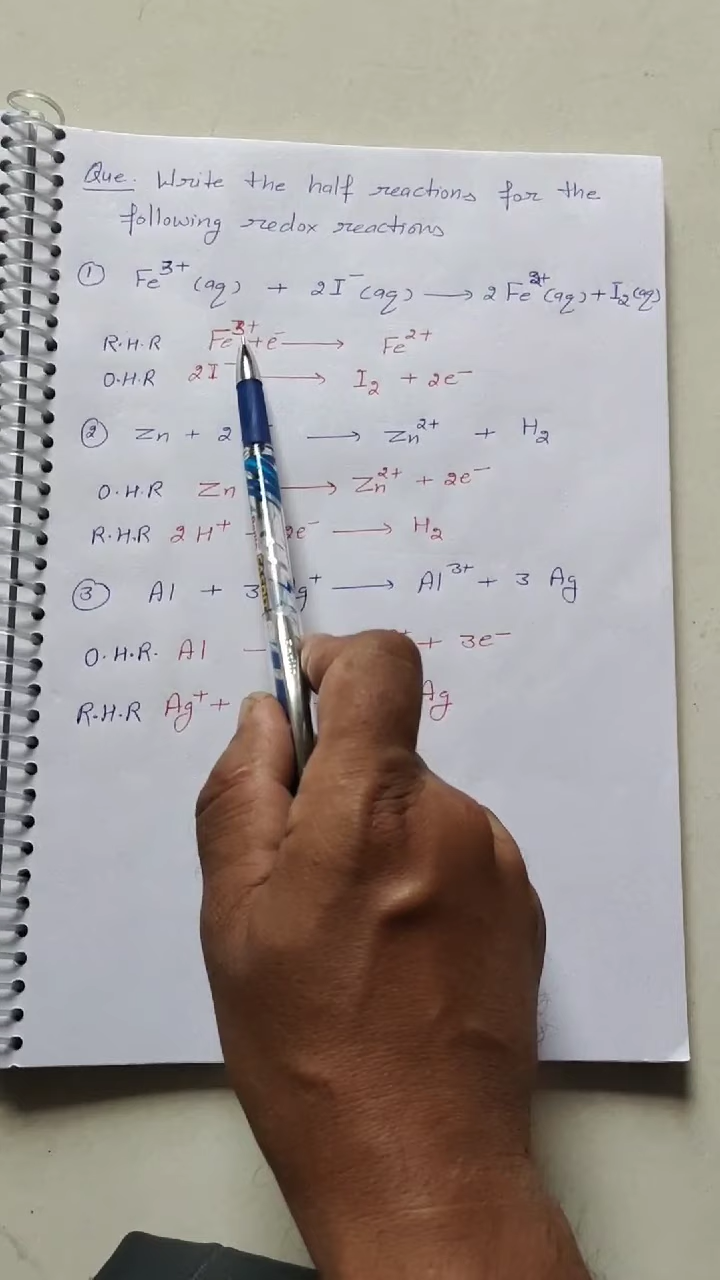 Que. Write the half reactions for the
following redox reactions
① Fe³⁺(aq) + 2I⁻(aq) ⟶ 2Fe²⁺(aq) + I₂(aq)
R.H.R Fe³⁺ + e⁻ ⟶ Fe²⁺
O.H.R 2I ⟶ I₂ + 2e⁻
② Zn + 2 ⟶ Zn²⁺ + H₂
O.H.R Zn ⟶ Zn²⁺ + 2e⁻
R.H.R 2H⁺ 2e⁻ ⟶ H₂
③ Al + 3 g⁺ ⟶ Al³⁺ + 3 Ag
O.H.R. Al + 3e⁻
R.H.R Ag⁺ + Ag